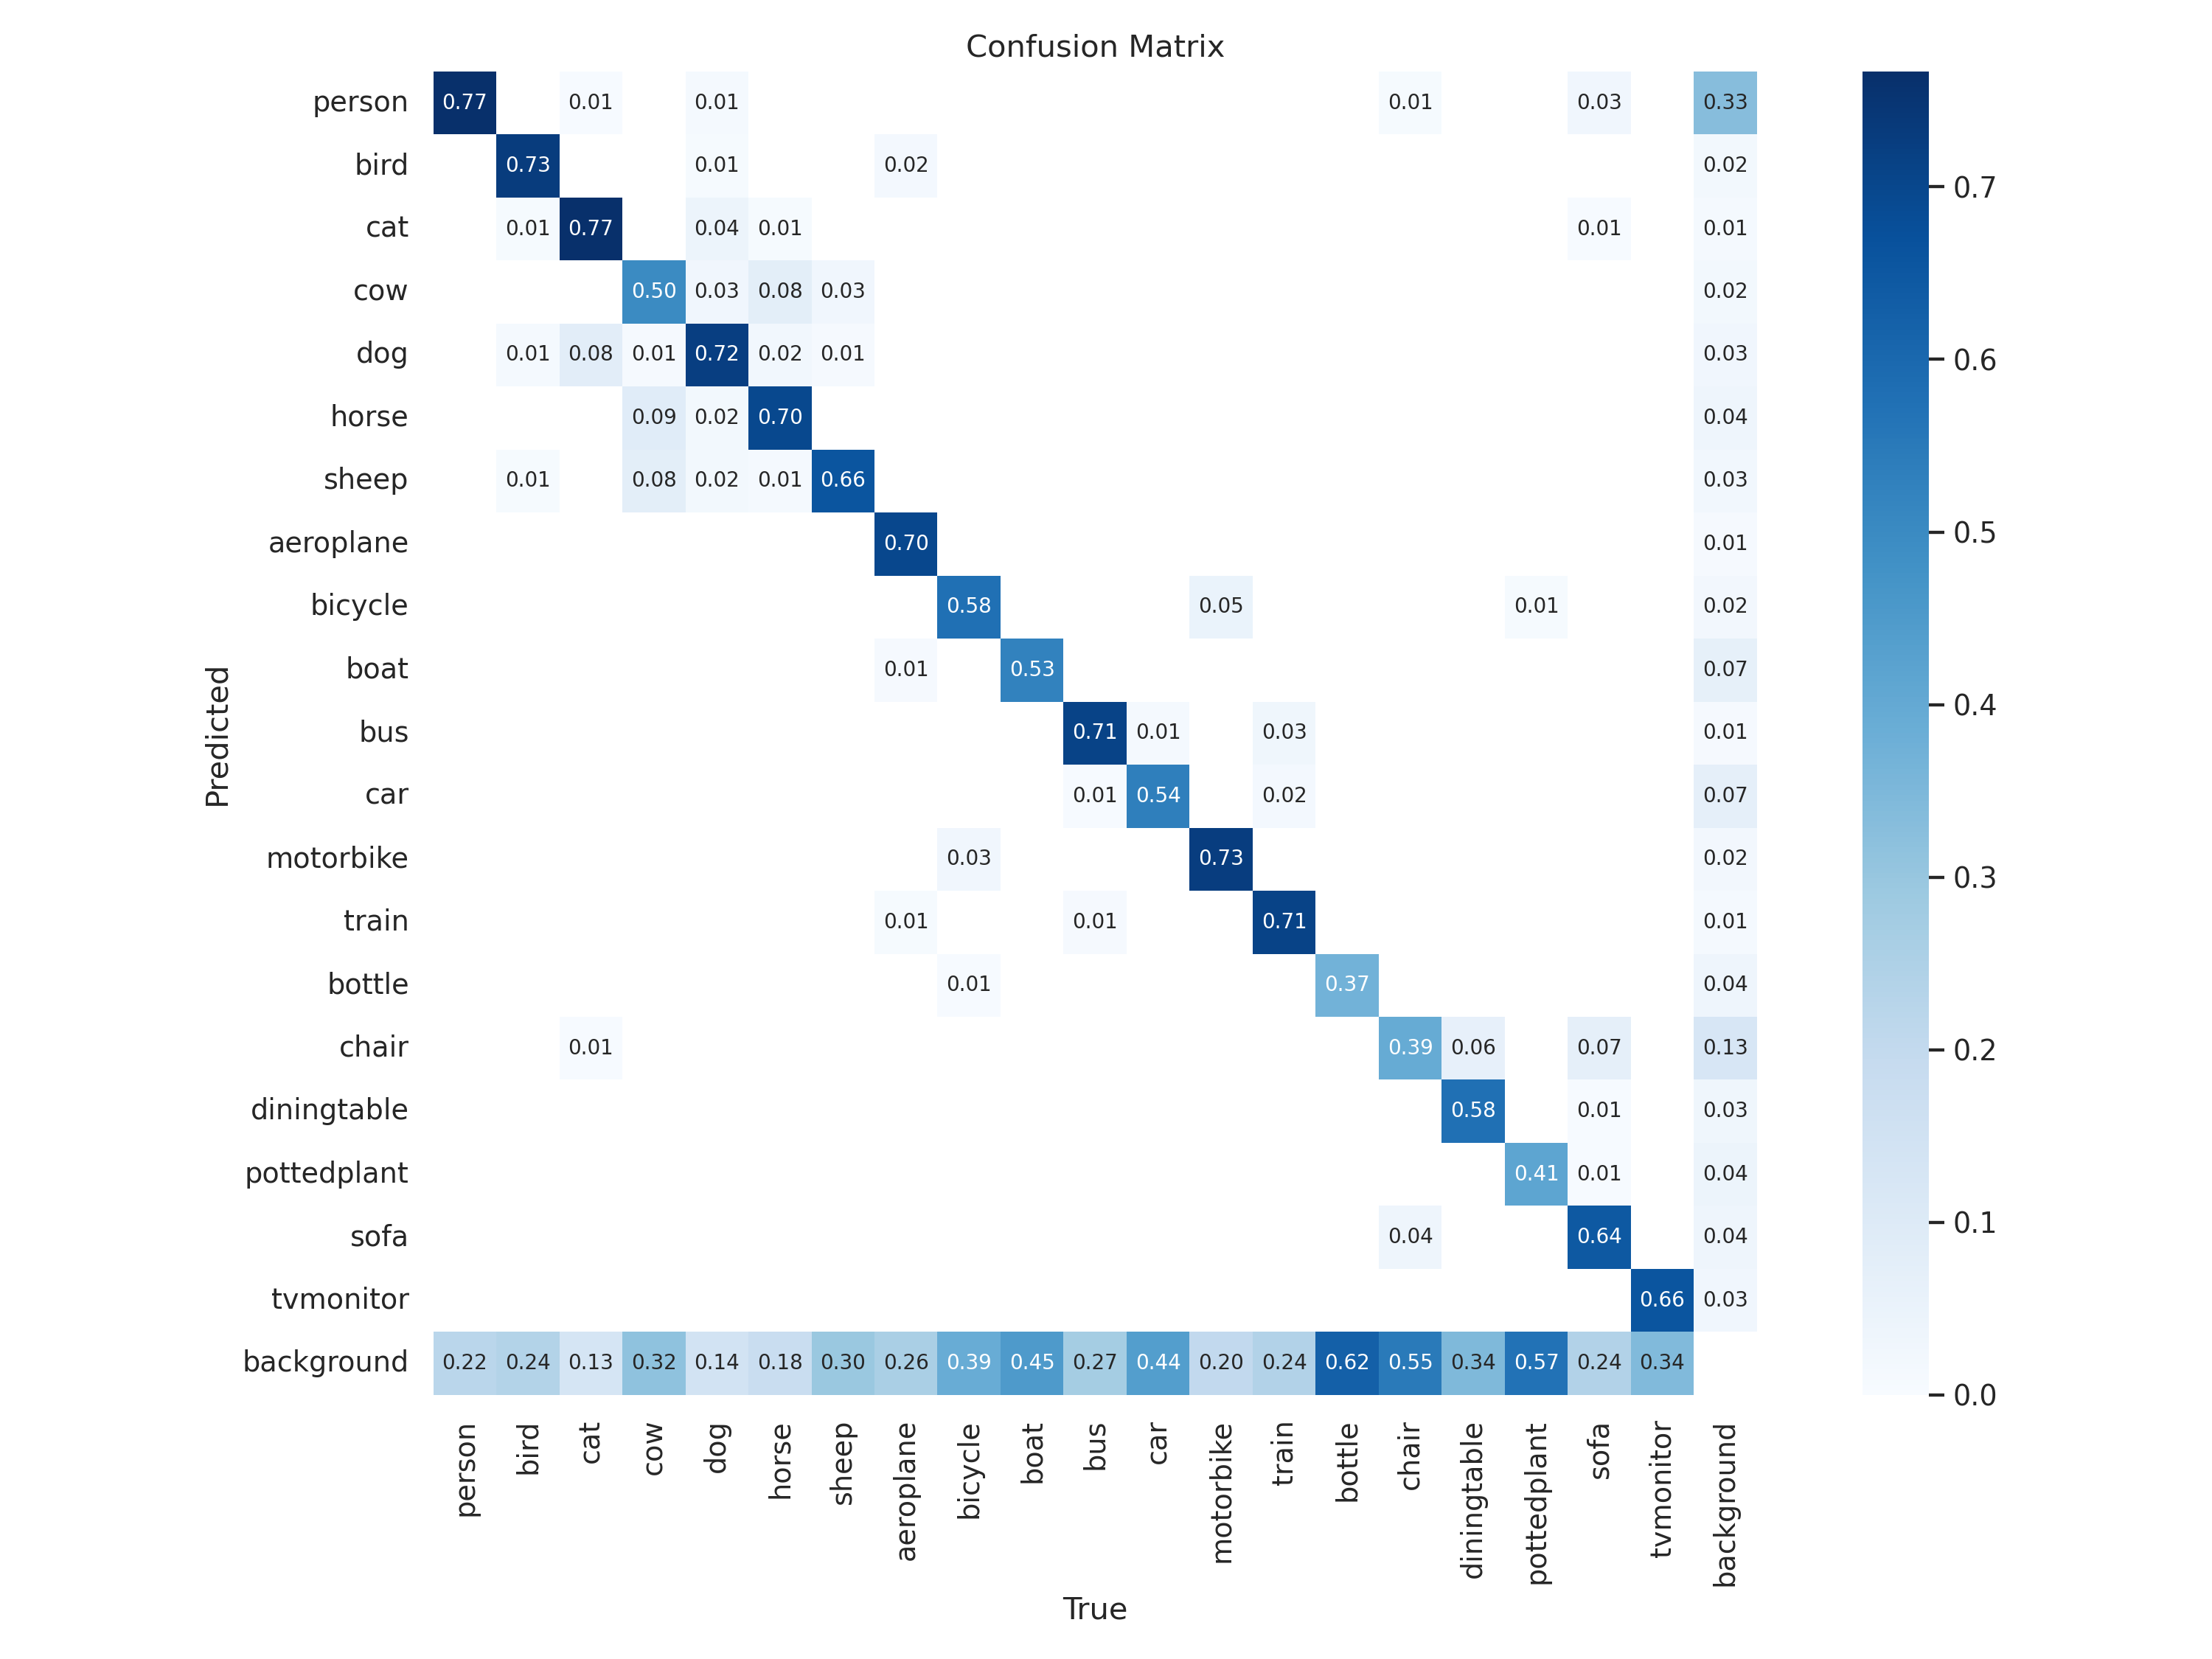 Confusion Matrix
person 0.77 0.01 0.01 0.01 0.03 0.33
bird 0.73 0.01 0.02 0.02 0.7
cat 0.01 0.77 0.04 0.01 0.01 0.01
cow 0.50 0.03 0.08 0.03 0.02
dog 0.01 0.08 0.01 0.72 0.02 0.01 0.03 0.6
horse 0.09 0.02 0.70 0.04
sheep 0.01 0.08 0.02 0.01 0.66 0.03
aeroplane 0.70 0.01 0.5
bicycle 0.58 0.05 0.01 0.02
boat 0.01 0.53 0.07 0.4
bus 0.71 0.01 0.03 0.01
car 0.01 0.54 0.02 0.07
motorbike 0.03 0.73 0.02 0.3
train 0.01 0.01 0.71 0.01
bottle 0.01 0.37 0.04
chair 0.01 0.39 0.06 0.07 0.13 0.2
diningtable 0.58 0.01 0.03
pottedplant 0.41 0.01 0.04
sofa 0.04 0.64 0.04 0.1
tvmonitor 0.66 0.03
background 0.22 0.24 0.13 0.32 0.14 0.18 0.30 0.26 0.39 0.45 0.27 0.44 0.20 0.24 0.62 0.55 0.34 0.57 0.24 0.34 0.0
Predicted
person bird cat cow dog horse sheep aeroplane bicycle boat bus car motorbike train bottle chair diningtable pottedplant sofa tvmonitor background
True